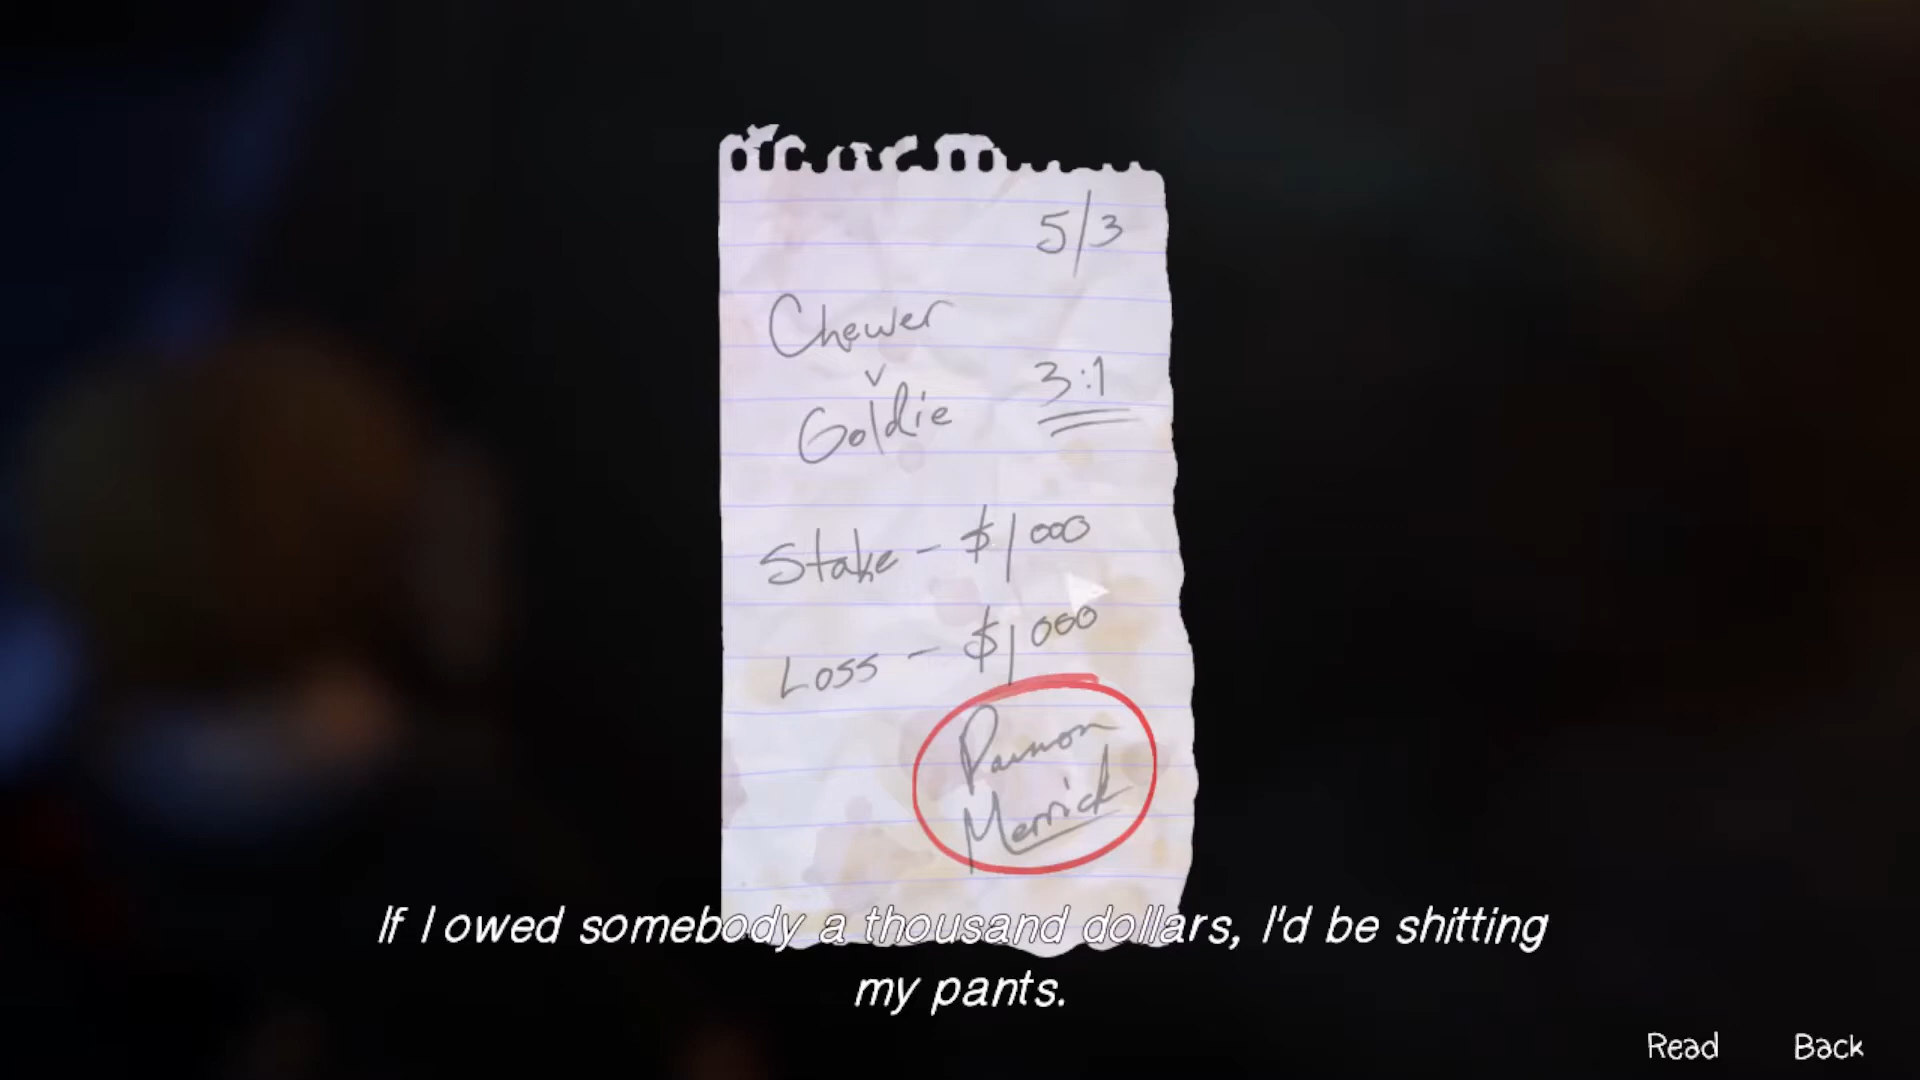 5/3
Chewer
v
Goldie 3:1
Stake - $1000
Loss - $1000
Damon
Merrick
If I owed somebody a thousand dollars, I'd be shitting
my pants.
Read Back